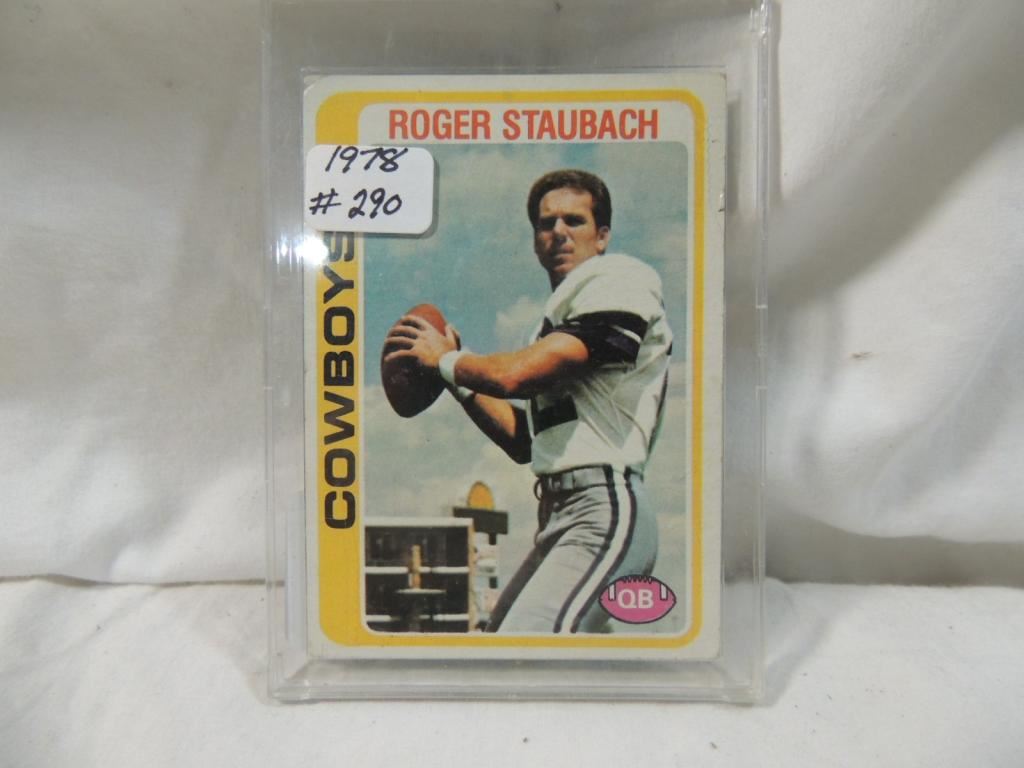 ROGER STAUBACH
1978
# 290
COWBOYS
QB